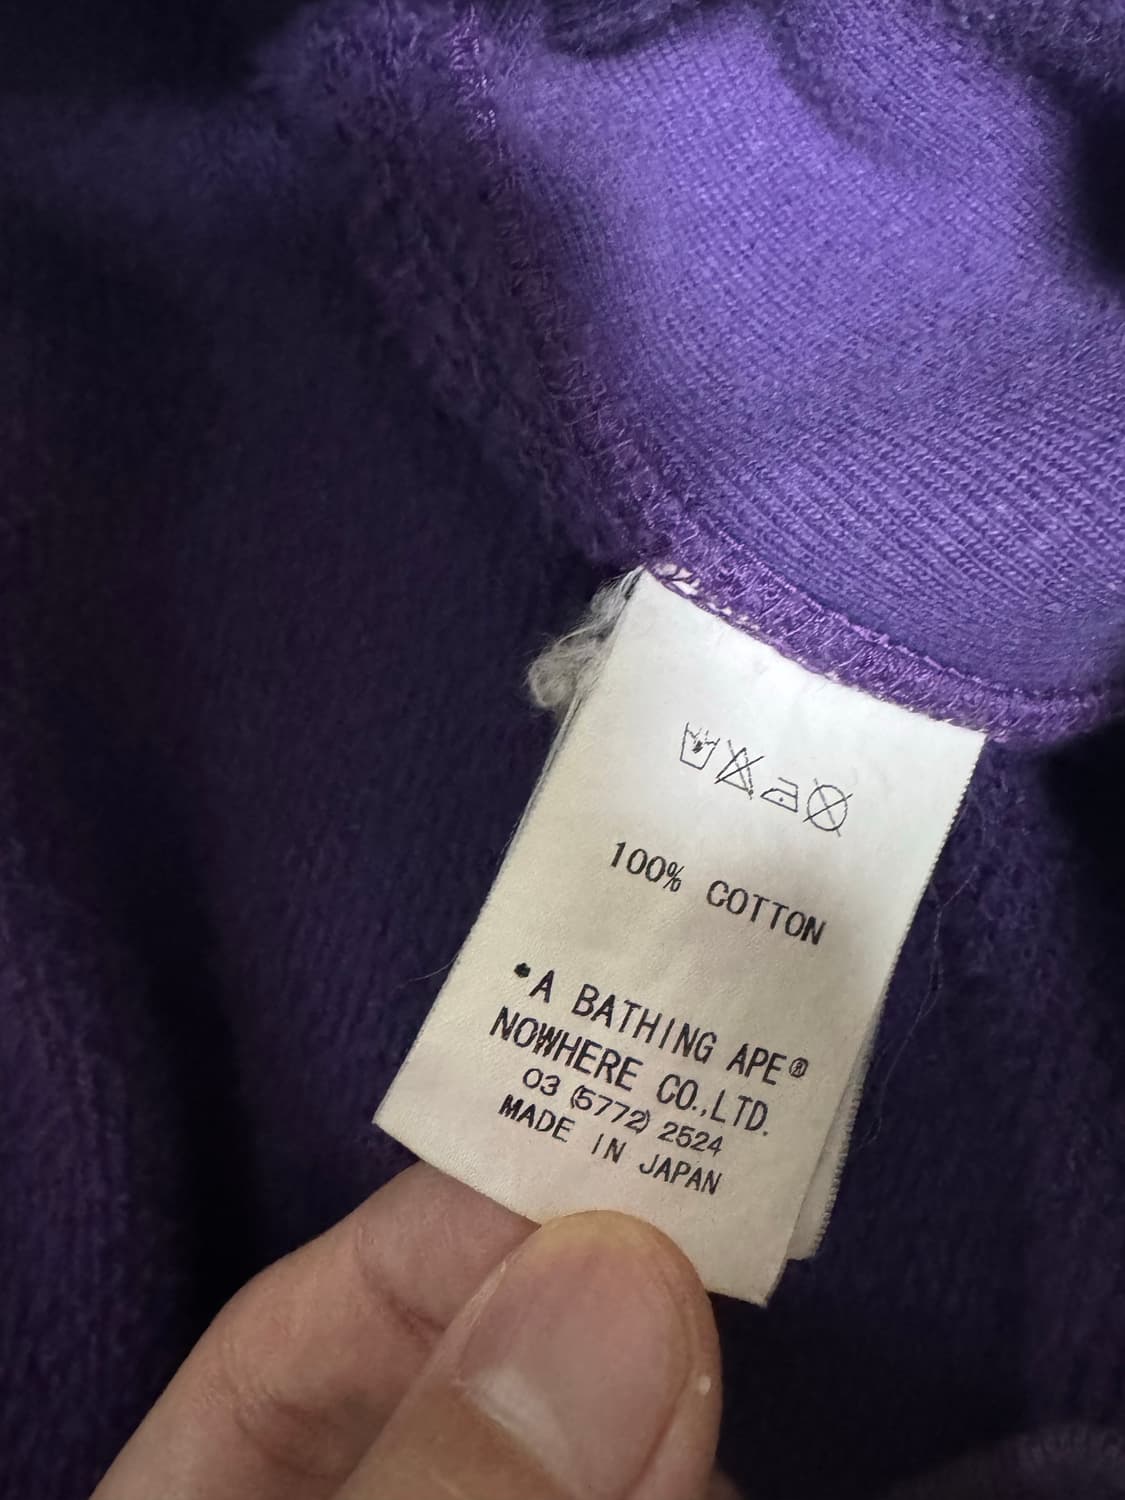 100% COTTON
•A BATHING APE®
NOWHERE CO.,LTD.
03 (5772) 2524
MADE IN JAPAN